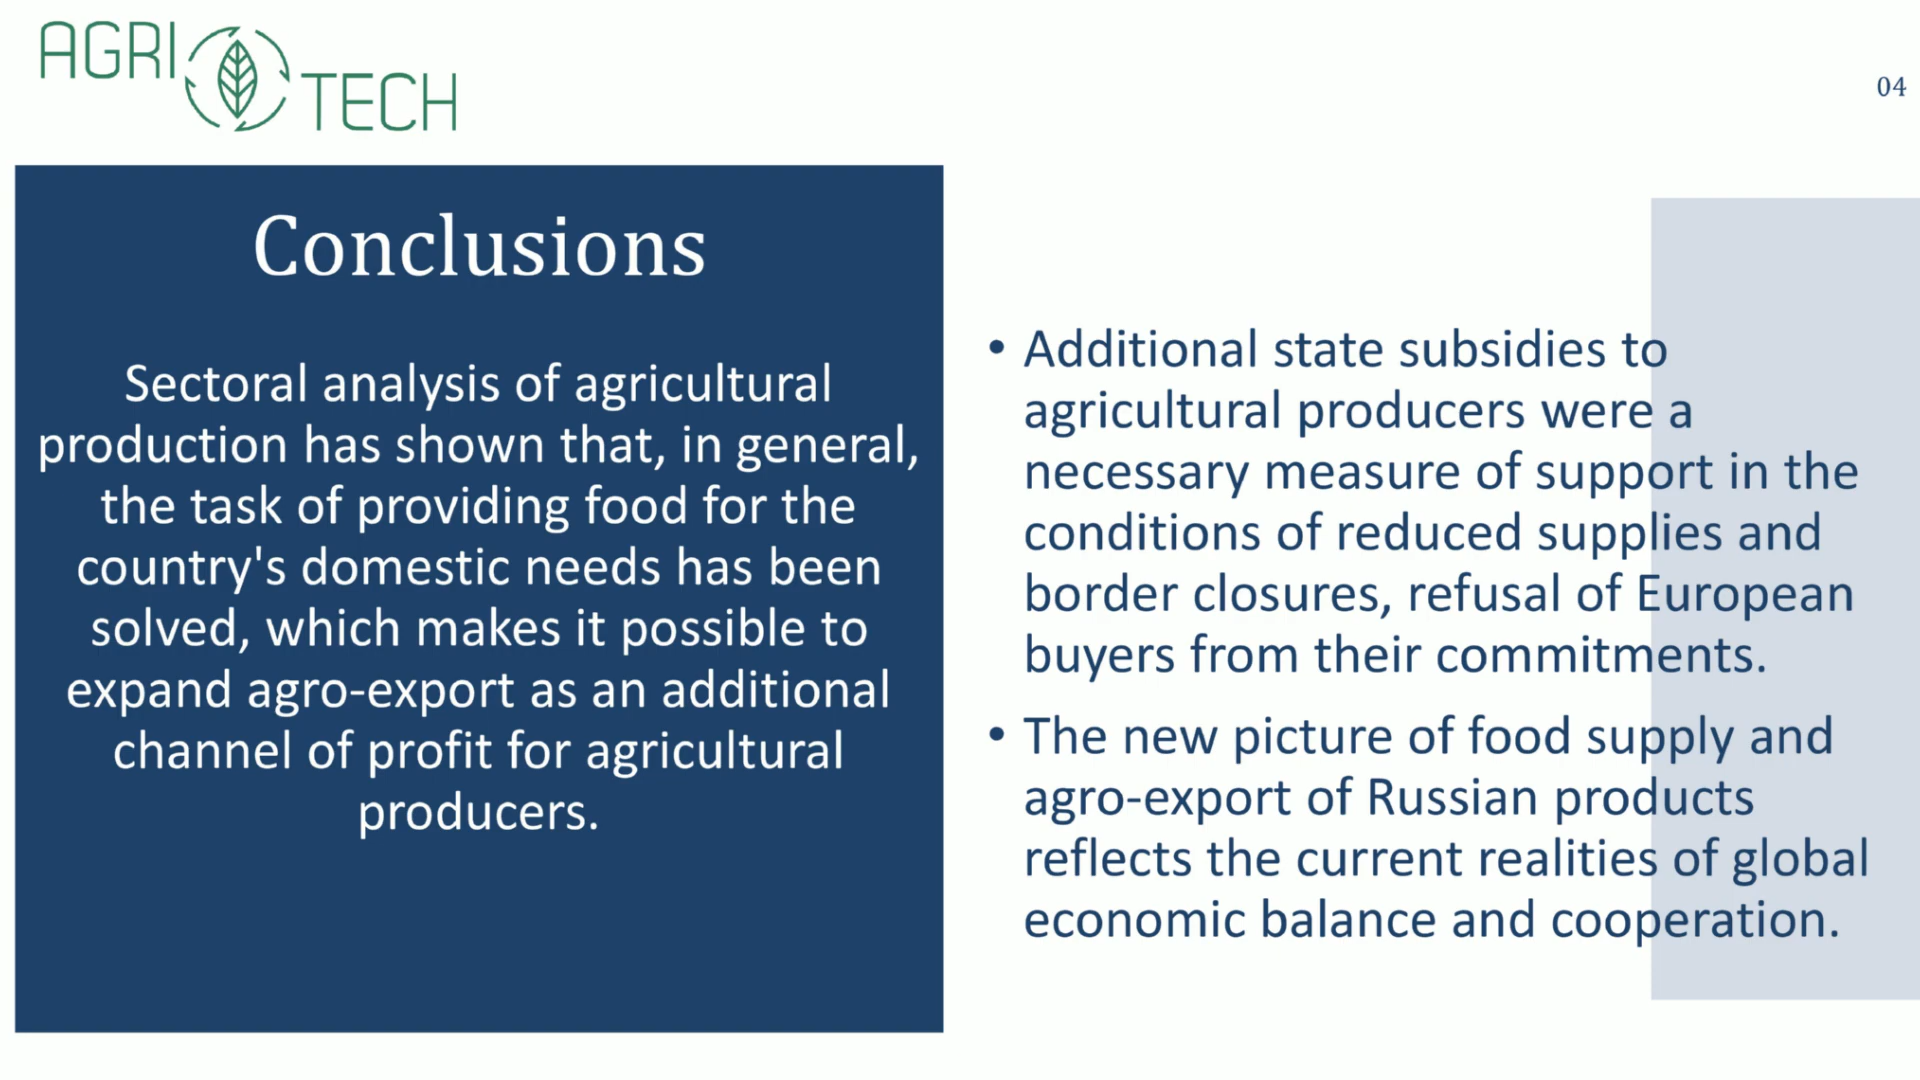 AGRI TECH
04
Conclusions
Sectoral analysis of agricultural
production has shown that, in general,
the task of providing food for the
country's domestic needs has been
solved, which makes it possible to
expand agro-export as an additional
channel of profit for agricultural
producers.
• Additional state subsidies to
agricultural producers were a
necessary measure of support in the
conditions of reduced supplies and
border closures, refusal of European
buyers from their commitments.
• The new picture of food supply and
agro-export of Russian products
reflects the current realities of global
economic balance and cooperation.